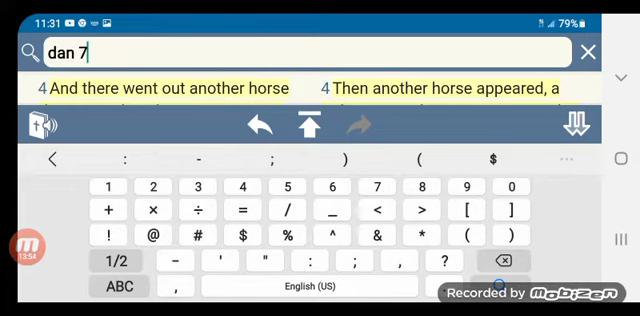 11:31 79%
dan 7
4 And there went out another horse 4 Then another horse appeared, a
: - ; ) ( $ ...
1 2 3 4 5 6 7 8 9 0
+ × ÷ = / _ < > [ ]
! @ # $ % ^ & * ( )
1/2 - ' " : ; , ?
ABC , English (US) .
13:54
Recorded by mobizen